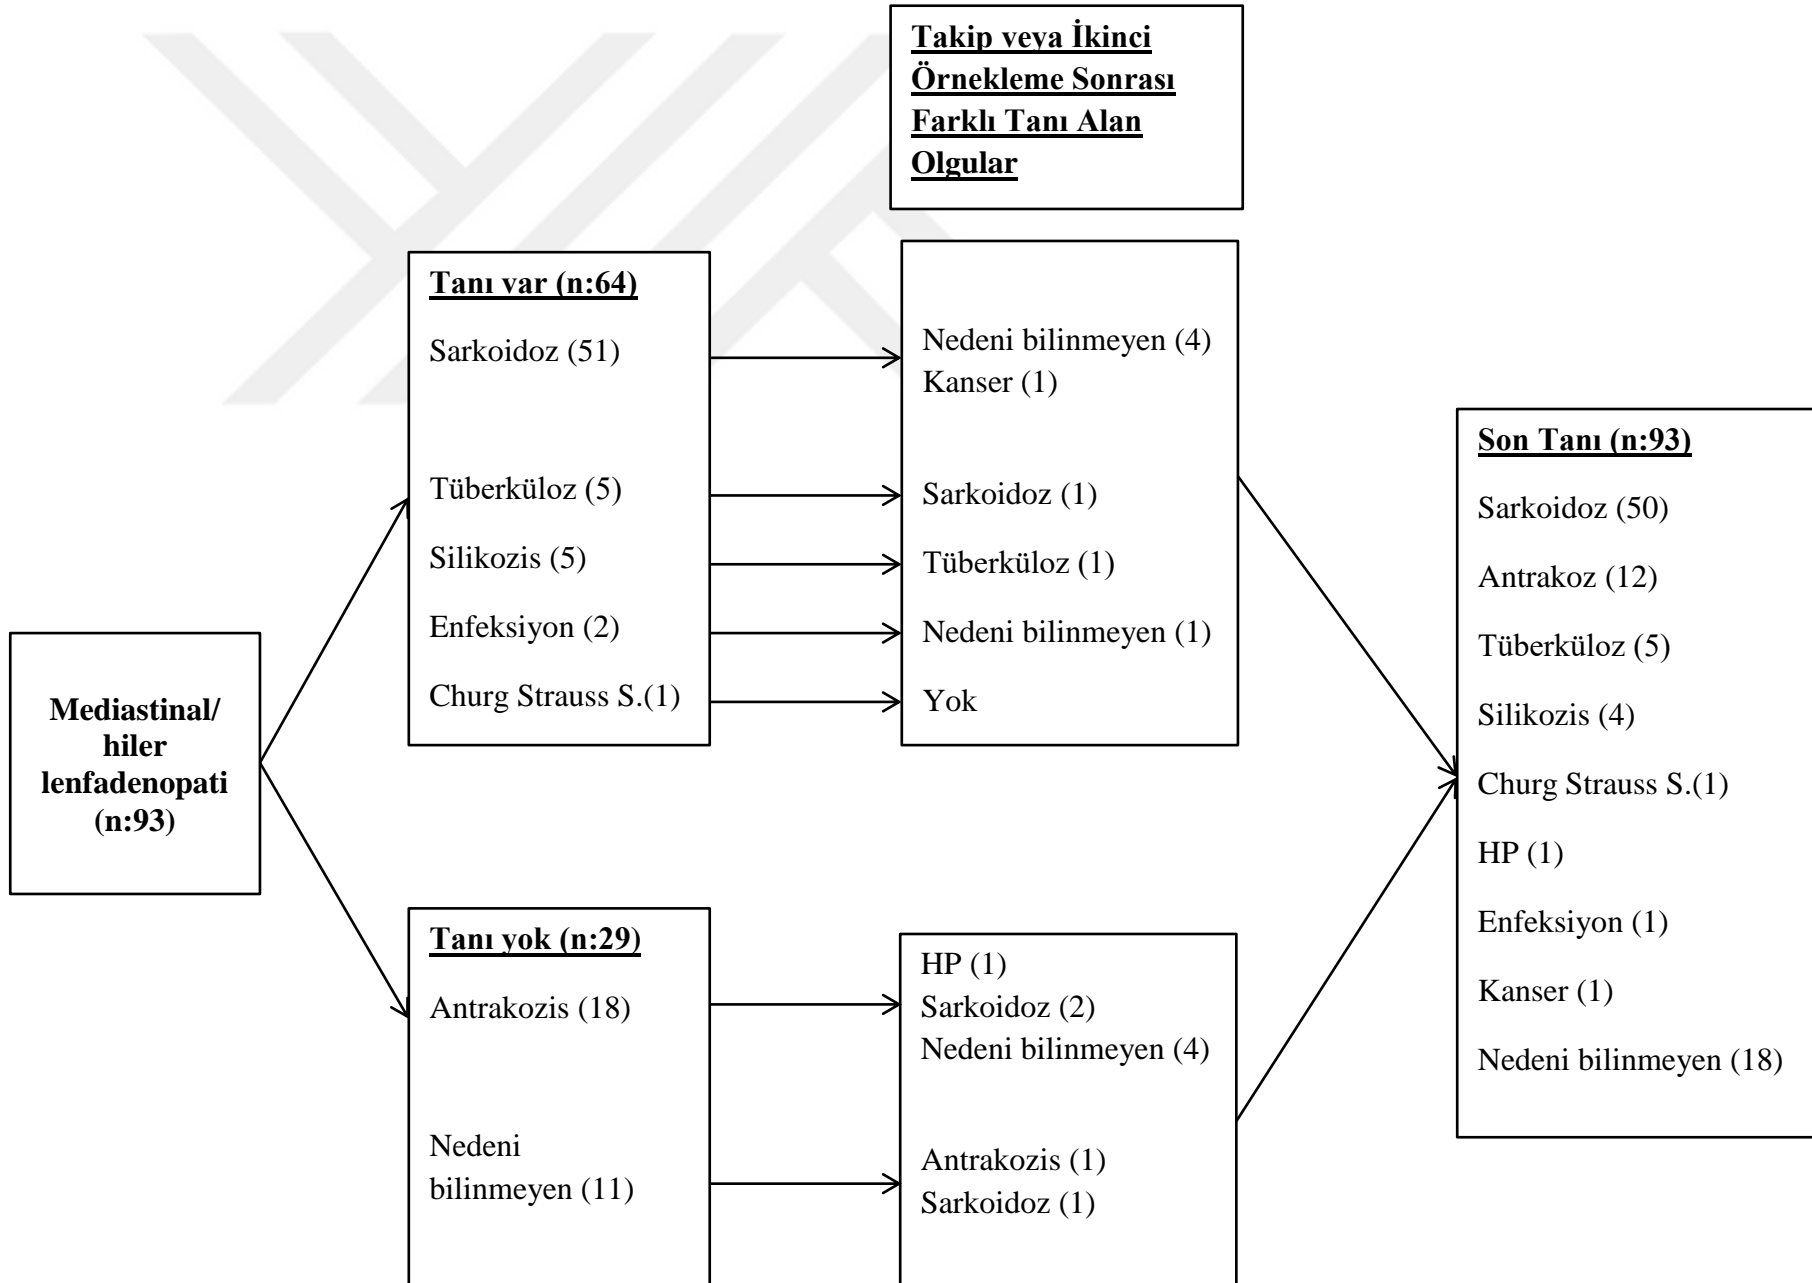 Takip veya İkinci
Örnekleme Sonrası
Farklı Tanı Alan
Olgular
Mediastinal/
hiler
lenfadenopati
(n:93)
Tanı var (n:64)
Sarkoidoz (51)
Tüberküloz (5)
Silikozis (5)
Enfeksiyon (2)
Churg Strauss S.(1)
Nedeni bilinmeyen (4)
Kanser (1)
Sarkoidoz (1)
Tüberküloz (1)
Nedeni bilinmeyen (1)
Yok
Tanı yok (n:29)
Antrakozis (18)
Nedeni
bilinmeyen (11)
HP (1)
Sarkoidoz (2)
Nedeni bilinmeyen (4)
Antrakozis (1)
Sarkoidoz (1)
Son Tanı (n:93)
Sarkoidoz (50)
Antrakoz (12)
Tüberküloz (5)
Silikozis (4)
Churg Strauss S.(1)
HP (1)
Enfeksiyon (1)
Kanser (1)
Nedeni bilinmeyen (18)